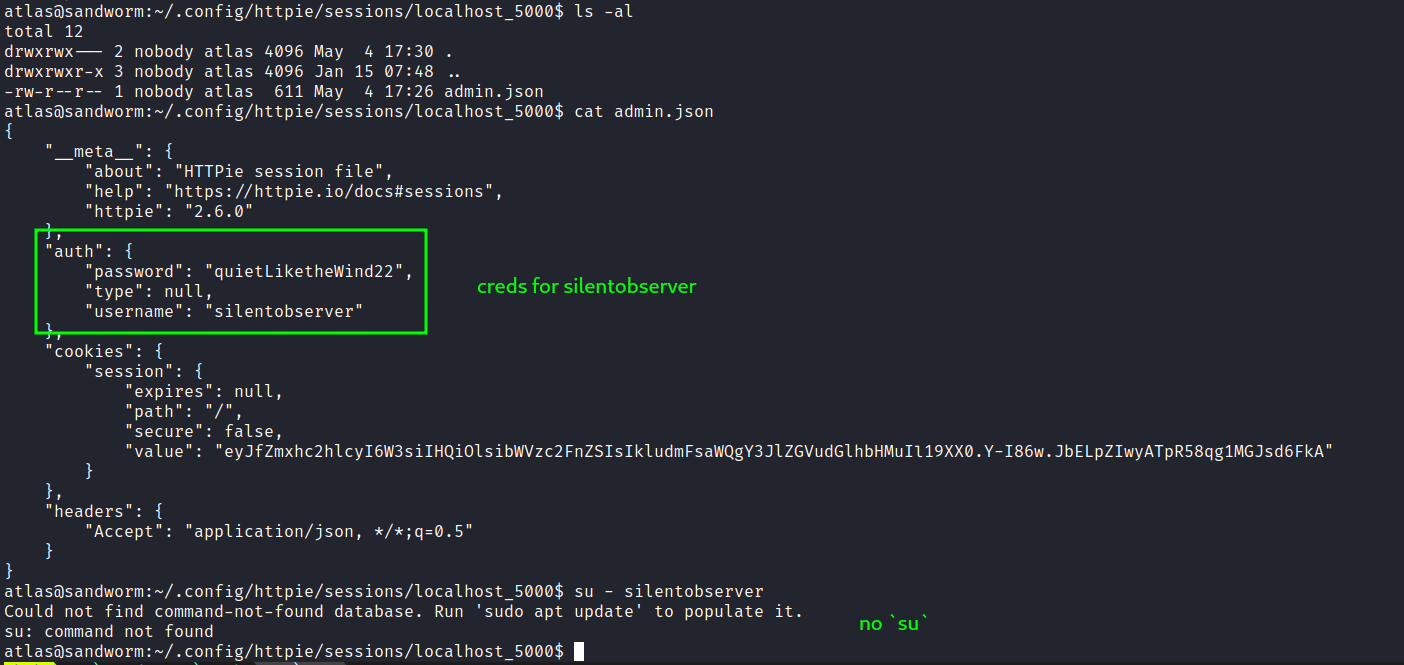 atlas@sandworm:~/.config/httpie/sessions/localhost_5000$ ls -al
total 12
drwxrwx--- 2 nobody atlas 4096 May  4 17:30 .
drwxrwxr-x 3 nobody atlas 4096 Jan 15 07:48 ..
-rw-r--r-- 1 nobody atlas  611 May  4 17:26 admin.json
atlas@sandworm:~/.config/httpie/sessions/localhost_5000$ cat admin.json
{
    "__meta__": {
        "about": "HTTPie session file",
        "help": "https://httpie.io/docs#sessions",
        "httpie": "2.6.0"
    },
    "auth": {
        "password": "quietLiketheWind22",
        "type": null,
        "username": "silentobserver"
    },
creds for silentobserver
    "cookies": {
        "session": {
            "expires": null,
            "path": "/",
            "secure": false,
            "value": "eyJfZmxhc2hlcyI6W3siIHQiOlsibWVzc2FnZSIsIkludmFsaWQgY3JlZGVudGlhbHMuIl19XX0.Y-I86w.JbELpZIwyATpR58qg1MGJsd6FkA"
        }
    },
    "headers": {
        "Accept": "application/json, */*;q=0.5"
    }
}
atlas@sandworm:~/.config/httpie/sessions/localhost_5000$ su - silentobserver
Could not find command-not-found database. Run 'sudo apt update' to populate it.
su: command not found
no `su`
atlas@sandworm:~/.config/httpie/sessions/localhost_5000$